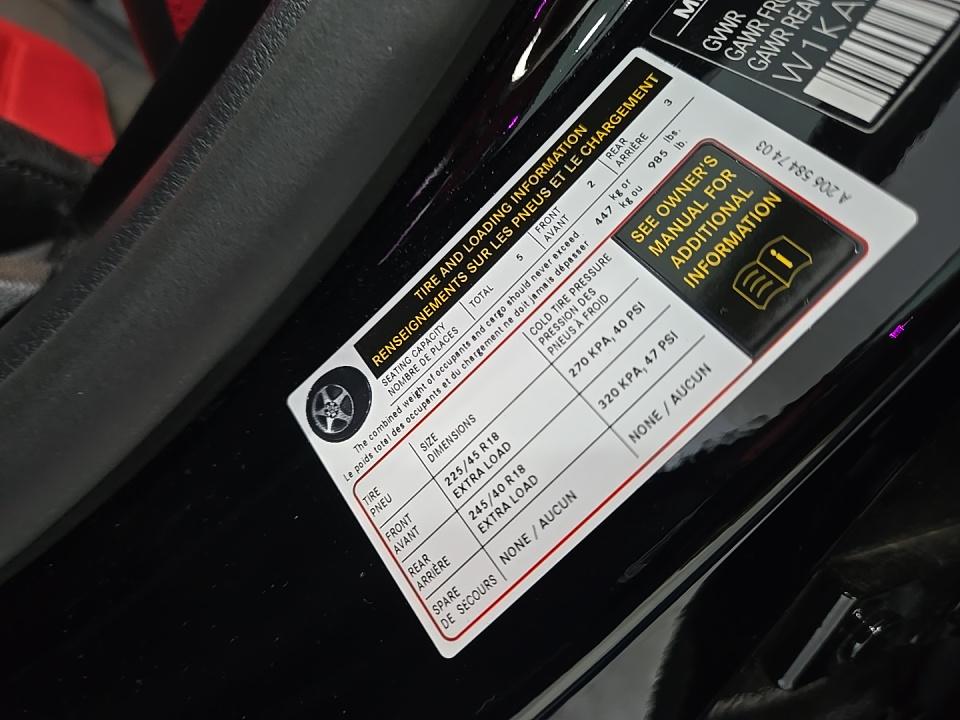 GVWR
GAWR
GAWR REAR
W1KA
TIRE AND LOADING INFORMATION
RENSEIGNEMENTS SUR LES PNEUS ET LE CHARGEMENT
SEATING CAPACITY
NOMBRE DE PLACES
TOTAL 5
FRONT
AVANT
2
REAR
ARRIÈRE
3
The combined weight of occupants and cargo should never exceed 447 kg or 985 lbs.
Le poids total des occupants et du chargement ne doit jamais dépasser kg ou lb.
TIRE
PNEU
SIZE
DIMENSIONS
COLD TIRE PRESSURE
PRESSION DES
PNEUS À FROID
FRONT
AVANT
225/45 R18
EXTRA LOAD
270 KPA, 40 PSI
REAR
ARRIÈRE
245/40 R18
EXTRA LOAD
320 KPA, 47 PSI
SPARE
DE SECOURS
NONE / AUCUN
NONE / AUCUN
SEE OWNER'S
MANUAL FOR
ADDITIONAL
INFORMATION
A 206 584 74 03